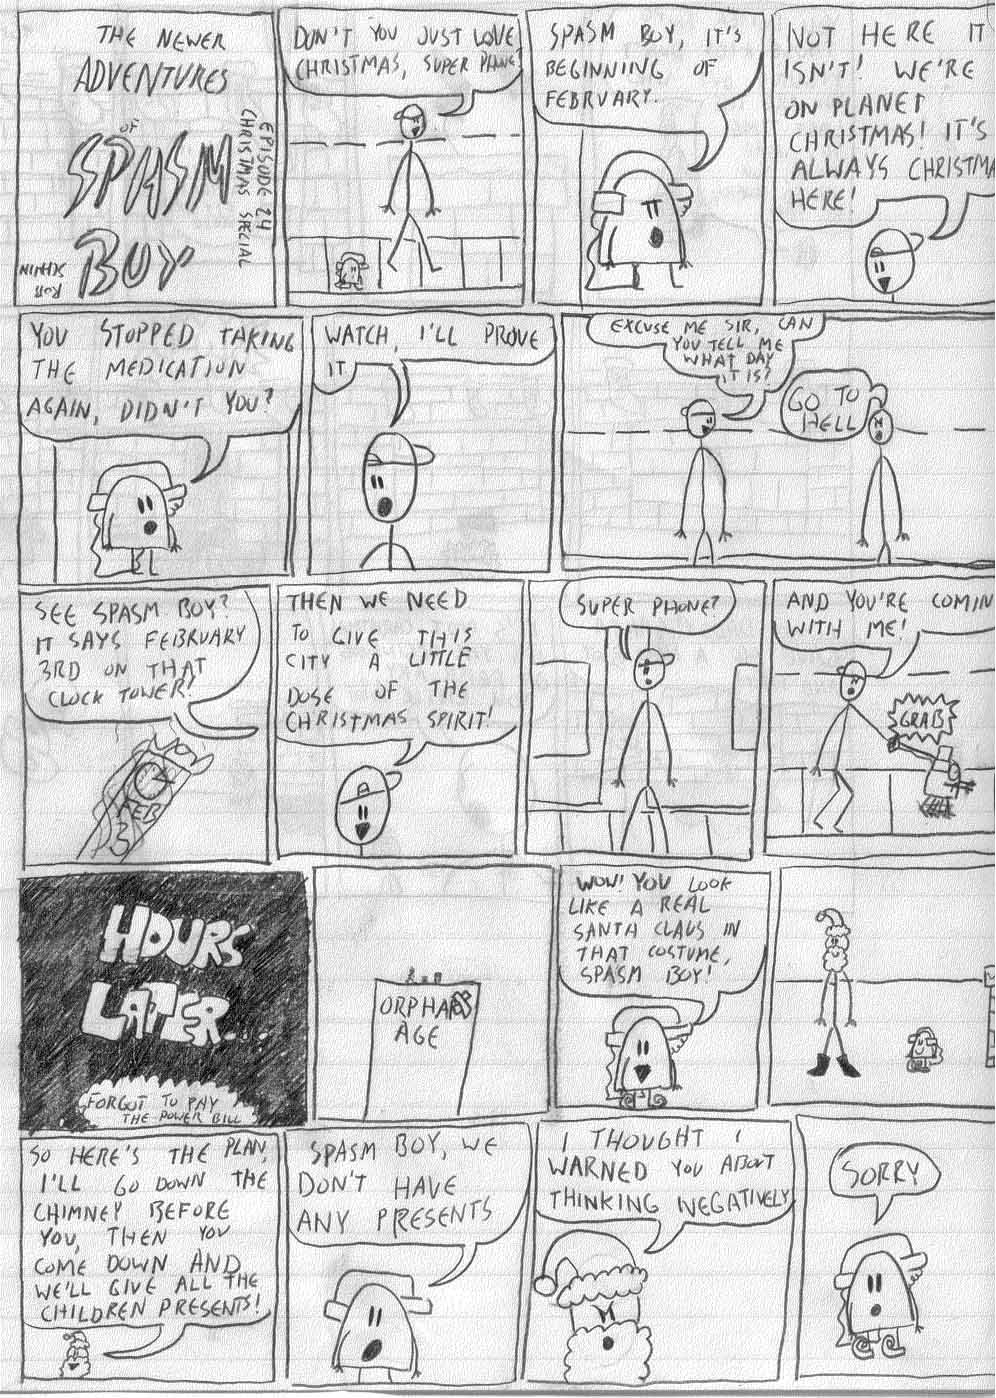 THE NEWER
ADVENTURES
OF
SPASM
BOY
EPISODE 24
CHRISTMAS SPECIAL
DON'T YOU JUST LOVE
CHRISTMAS, SUPER PHONE?
SPASM BOY, IT'S
BEGINNING OF
FEBRUARY.
NOT HERE IT
ISN'T! WE'RE
ON PLANET
CHRISTMAS! IT'S
ALWAYS CHRISTMA
HERE!
YOU STOPPED TAKING
THE MEDICATION
AGAIN, DIDN'T YOU?
WATCH, I'LL PROVE
IT
EXCUSE ME SIR, CAN
YOU TELL ME
WHAT DAY
IT IS?
GO TO
HELL
SEE SPASM BOY?
IT SAYS FEBRUARY
3RD ON THAT
CLOCK TOWER!
FEB
3
THEN WE NEED
TO GIVE THIS
CITY A LITTLE
DOSE OF THE
CHRISTMAS SPIRIT!
SUPER PHONE?
AND YOU'RE COMIN
WITH ME!
GRAB
HOURS
LATER....
FORGOT TO PAY
THE POWER BILL
ORPHANS
AGE
WOW! YOU LOOK
LIKE A REAL
SANTA CLAUS IN
THAT COSTUME,
SPASM BOY!
SO HERE'S THE PLAN,
I'LL GO DOWN THE
CHIMNEY BEFORE
YOU, THEN YOU
COME DOWN AND
WE'LL GIVE ALL THE
CHILDREN PRESENTS!
SPASM BOY, WE
DON'T HAVE
ANY PRESENTS
I THOUGHT I
WARNED YOU ABOUT
THINKING NEGATIVELY
SORRY